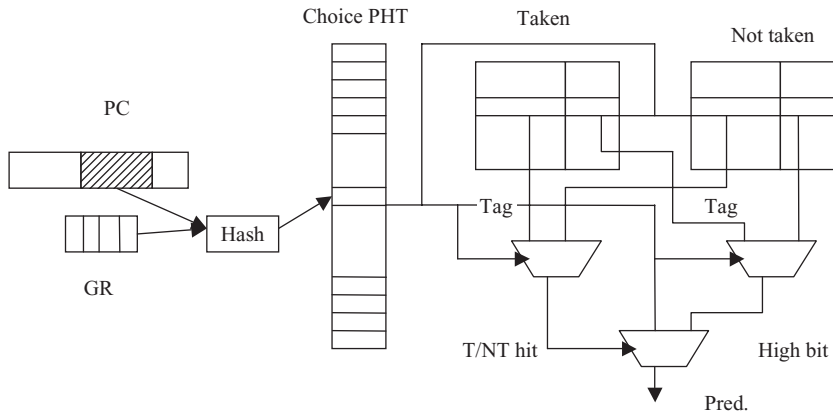 Choice PHT
Taken
Not taken
PC
Tag
Tag
Hash
GR
T/NT hit
High bit
Pred.